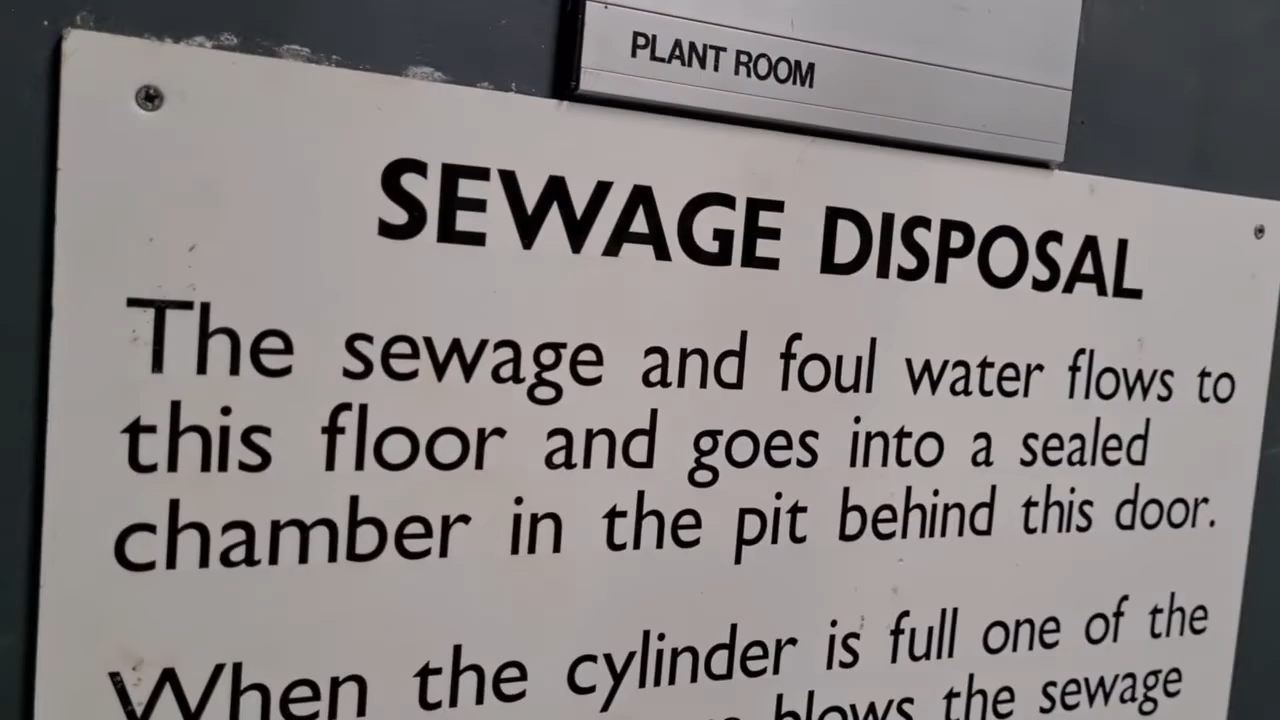 PLANT ROOM
SEWAGE DISPOSAL
The sewage and foul water flows to
this floor and goes into a sealed
chamber in the pit behind this door.
When the cylinder is full one of the
blows the sewage